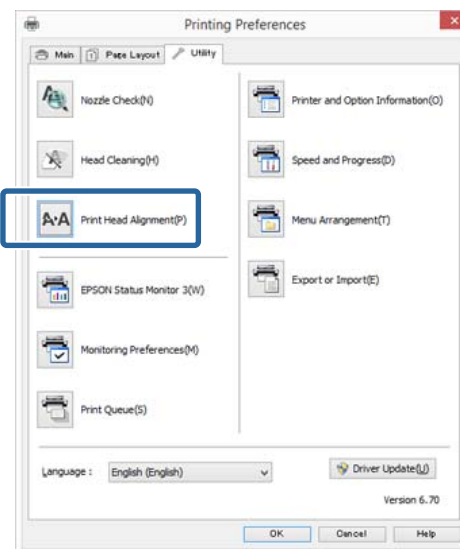 Printing Preferences
Main
Page Layout
Utility
Nozzle Check(N)
Head Cleaning(H)
A·A Print Head Alignment(P)
EPSON Status Monitor 3(W)
Monitoring Preferences(M)
Print Queue(S)
Printer and Option Information(O)
Speed and Progress(D)
Menu Arrangement(T)
Export or Import(E)
Language : English (English)
Driver Update(U)
Version 6.70
OK Cancel Help